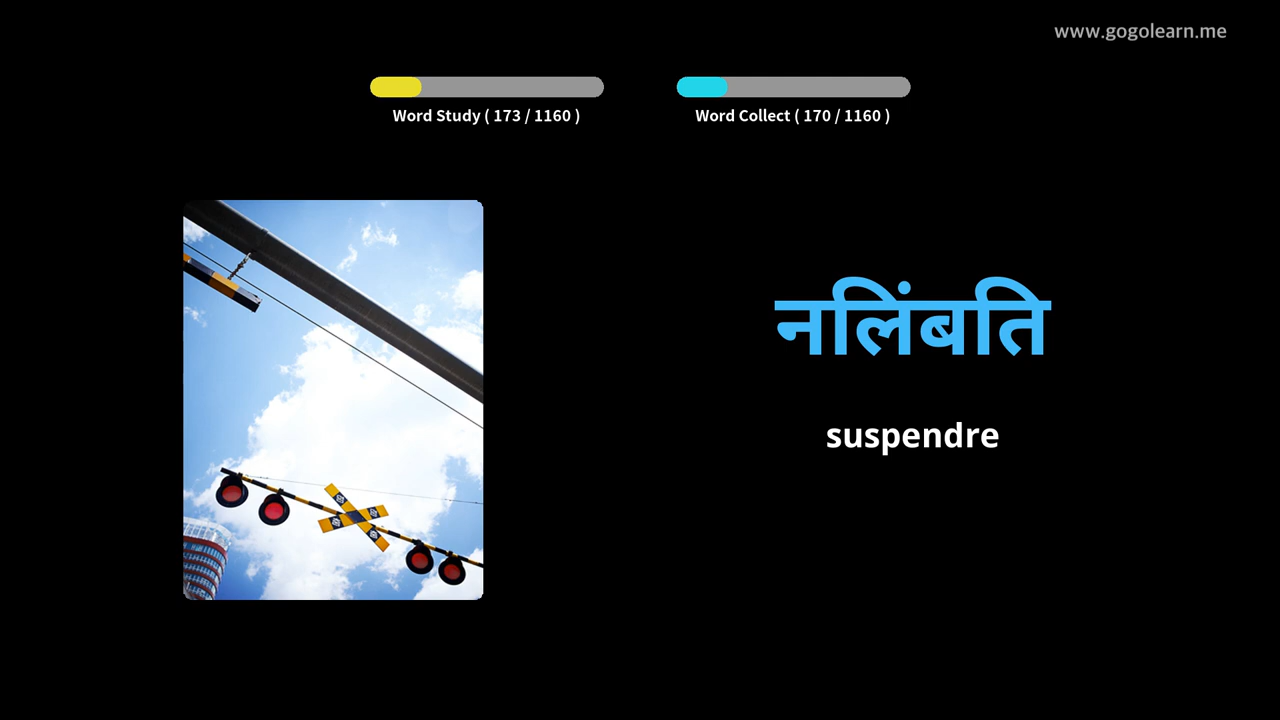 www.gogolearn.me
Word Study ( 173 / 1160 )
Word Collect ( 170 / 1160 )
नलिंबति
suspendre